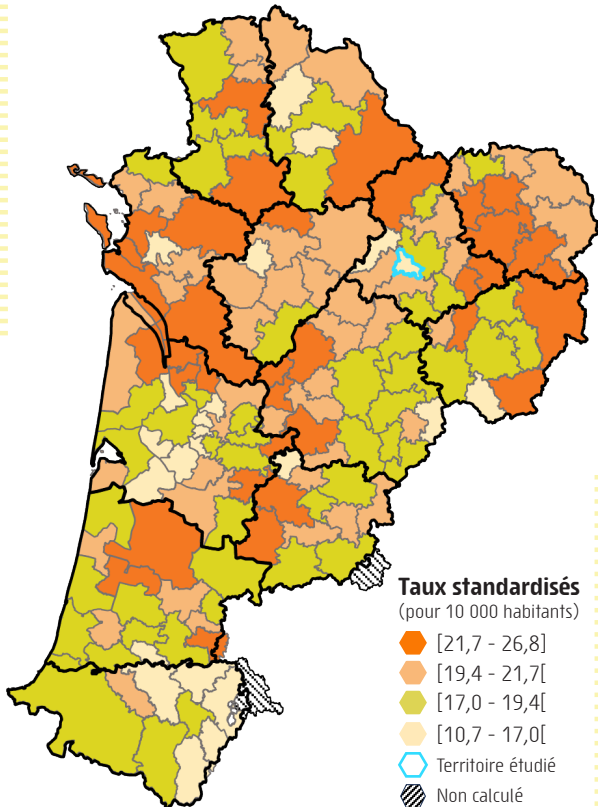 Taux standardisés
(pour 10 000 habitants)
[21,7 - 26,8]
[19,4 - 21,7[
[17,0 - 19,4[
[10,7 - 17,0[
Territoire étudié
Non calculé